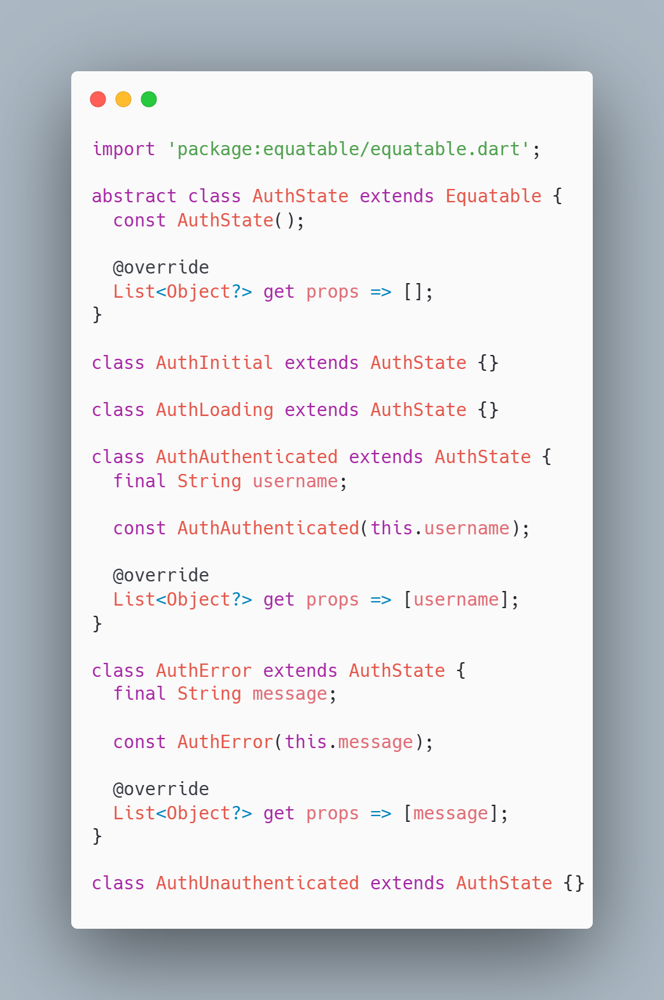 import 'package:equatable/equatable.dart';

abstract class AuthState extends Equatable {
  const AuthState();

  @override
  List<Object?> get props => [];
}

class AuthInitial extends AuthState {}

class AuthLoading extends AuthState {}

class AuthAuthenticated extends AuthState {
  final String username;

  const AuthAuthenticated(this.username);

  @override
  List<Object?> get props => [username];
}

class AuthError extends AuthState {
  final String message;

  const AuthError(this.message);

  @override
  List<Object?> get props => [message];
}

class AuthUnauthenticated extends AuthState {}